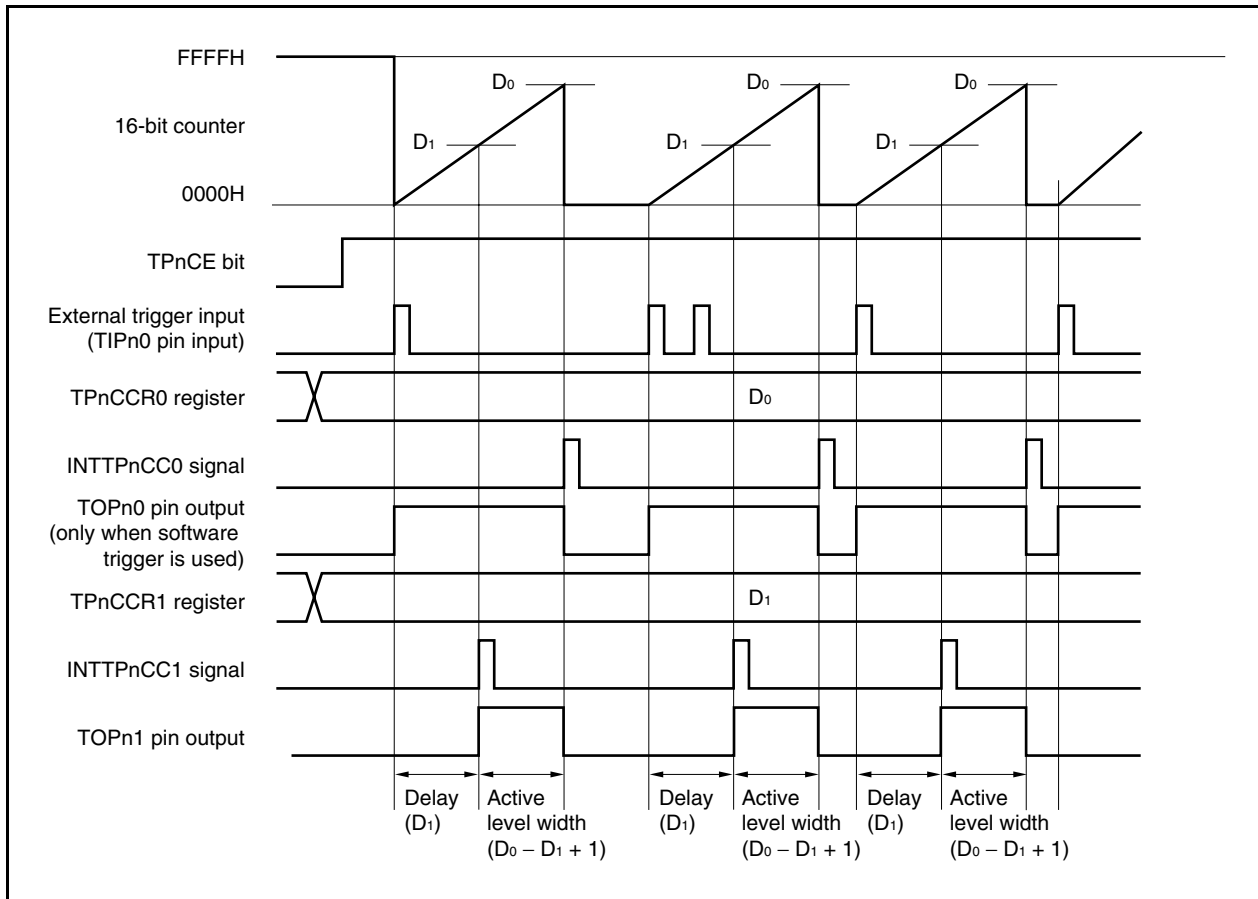 FFFFH
D0 D0 D0
16-bit counter
D1 D1 D1
0000H
TPnCE bit
External trigger input
(TIPn0 pin input)
TPnCCR0 register
D0
INTTPnCC0 signal
TOPn0 pin output
(only when software
trigger is used)
TPnCCR1 register
D1
INTTPnCC1 signal
TOPn1 pin output
Delay
(D1)
Active
level width
(D0 – D1 + 1)
Delay
(D1)
Active
level width
(D0 – D1 + 1)
Delay
(D1)
Active
level width
(D0 – D1 + 1)